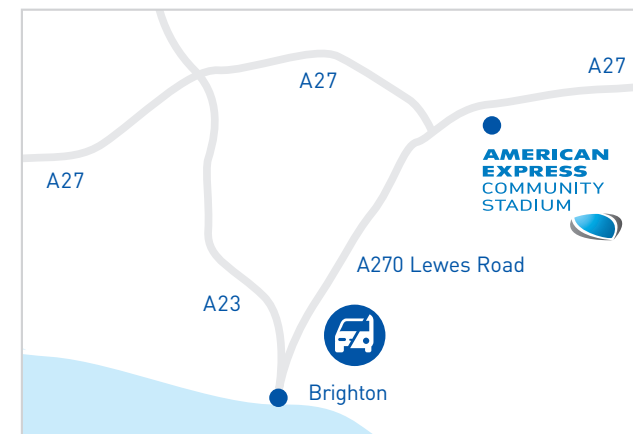 A27
A27
A27
AMERICAN
EXPRESS
COMMUNITY
STADIUM
A270 Lewes Road
A23
Brighton